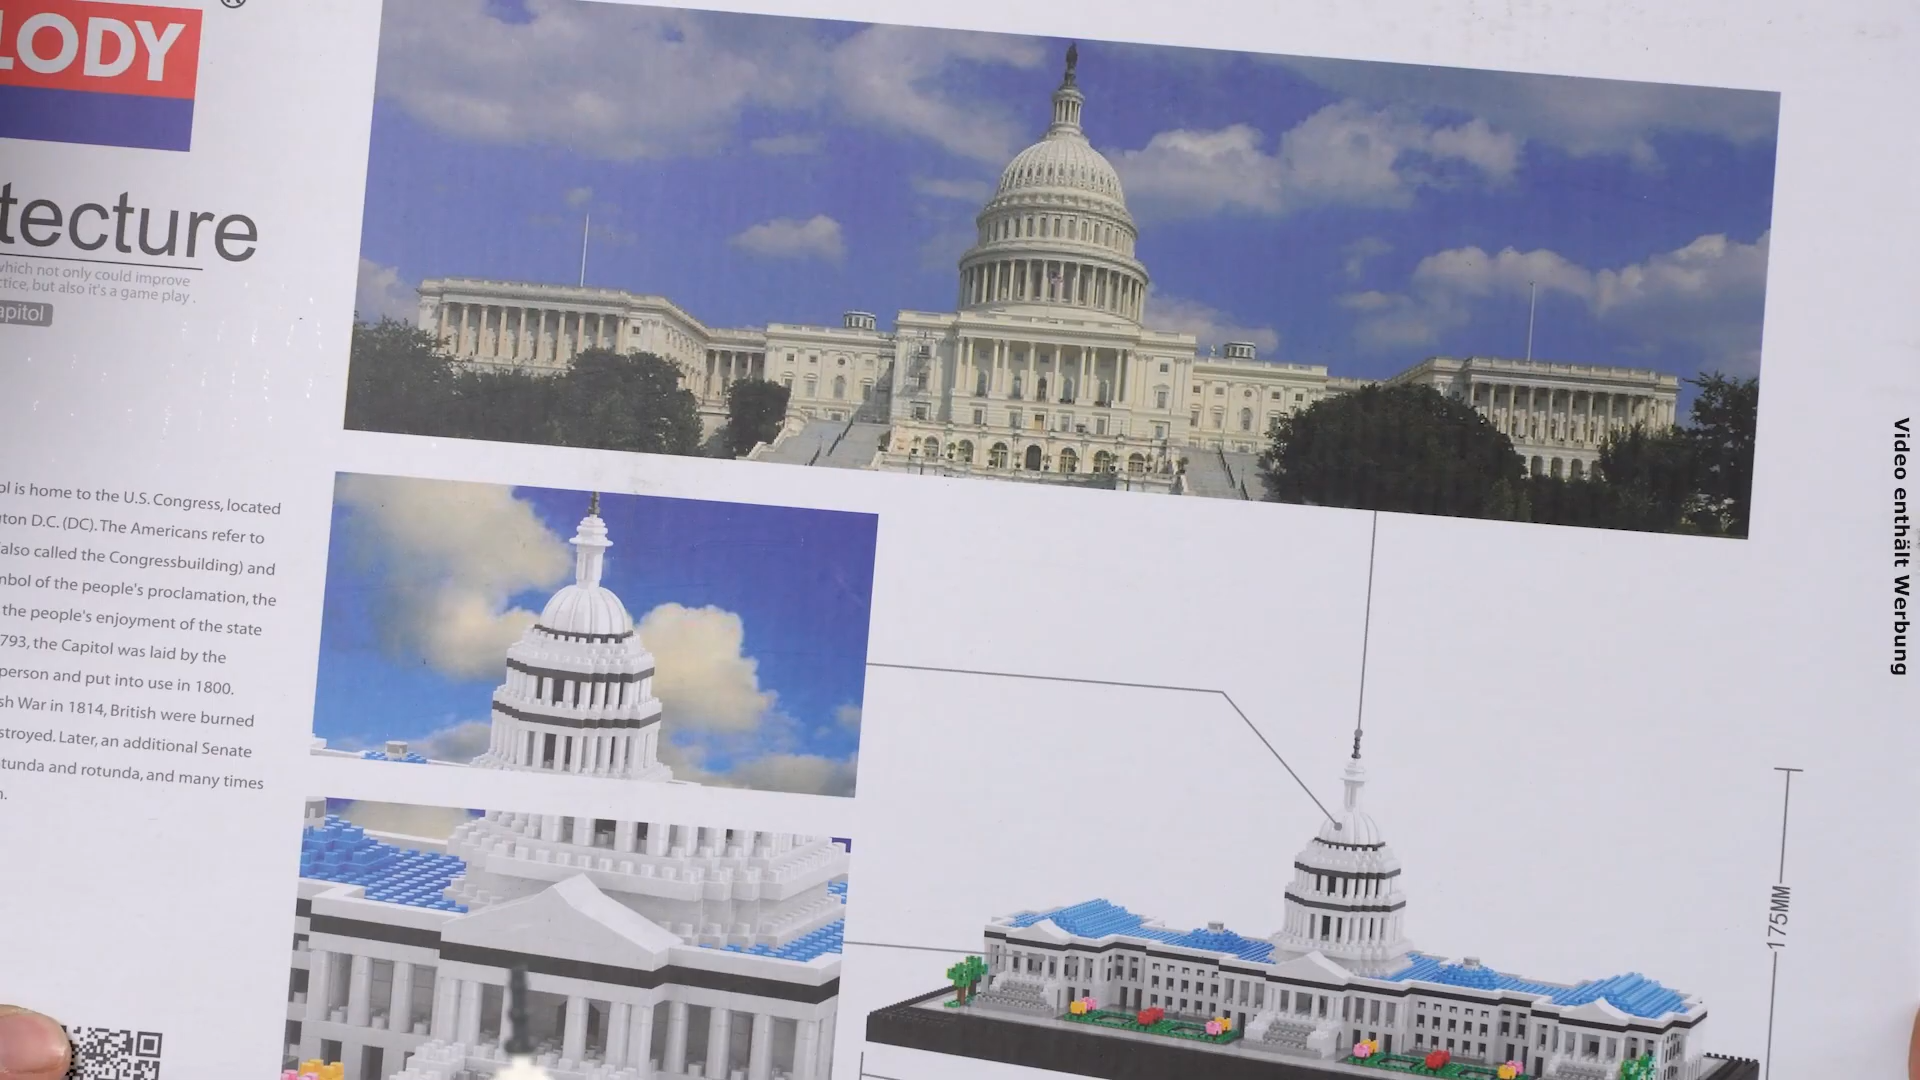 LODY
®
tecture
which not only could improve
ctice, but also it's a game play .
apitol
ol is home to the U.S. Congress, located
gton D.C. (DC). The Americans refer to
also called the Congressbuilding) and
mbol of the people's proclamation, the
the people's enjoyment of the state
793, the Capitol was laid by the
person and put into use in 1800.
sh War in 1814, British were burned
stroyed. Later, an additional Senate
tunda and rotunda, and many times
n.
175MM
Video enthält Werbung